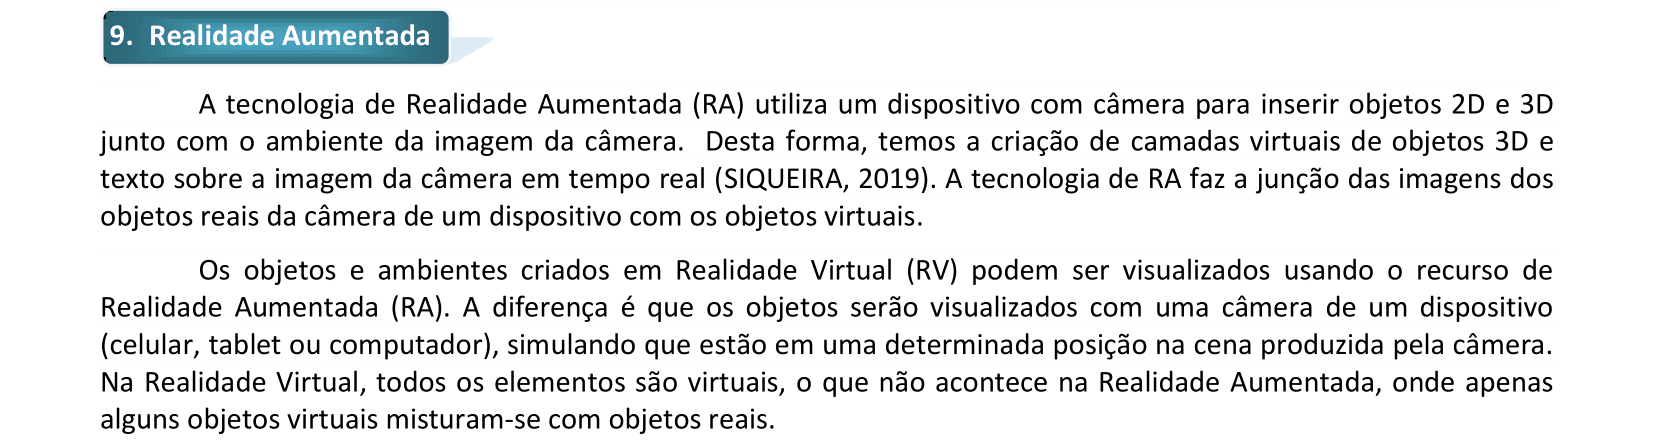 9. Realidade Aumentada
A tecnologia de Realidade Aumentada (RA) utiliza um dispositivo com câmera para inserir objetos 2D e 3D
junto com o ambiente da imagem da câmera. Desta forma, temos a criação de camadas virtuais de objetos 3D e
texto sobre a imagem da câmera em tempo real (SIQUEIRA, 2019). A tecnologia de RA faz a junção das imagens dos
objetos reais da câmera de um dispositivo com os objetos virtuais.
Os objetos e ambientes criados em Realidade Virtual (RV) podem ser visualizados usando o recurso de
Realidade Aumentada (RA). A diferença é que os objetos serão visualizados com uma câmera de um dispositivo
(celular, tablet ou computador), simulando que estão em uma determinada posição na cena produzida pela câmera.
Na Realidade Virtual, todos os elementos são virtuais, o que não acontece na Realidade Aumentada, onde apenas
alguns objetos virtuais misturam-se com objetos reais.